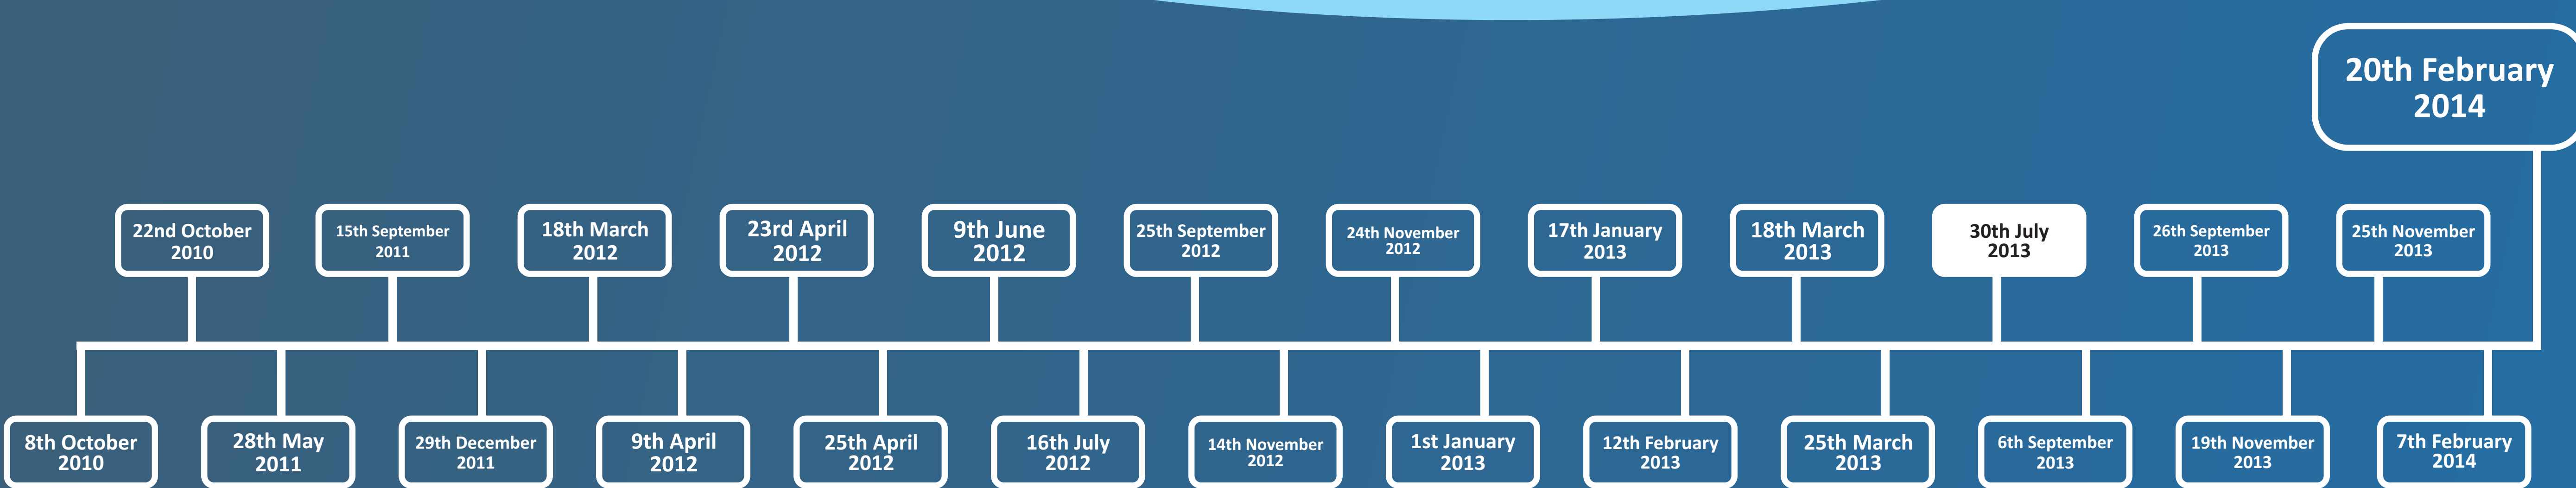 20th February
2014
22nd October
2010
15th September
2011
18th March
2012
23rd April
2012
9th June
2012
25th September
2012
24th November
2012
17th January
2013
18th March
2013
30th July
2013
26th September
2013
25th November
2013
8th October
2010
28th May
2011
29th December
2011
9th April
2012
25th April
2012
16th July
2012
14th November
2012
1st January
2013
12th February
2013
25th March
2013
6th September
2013
19th November
2013
7th February
2014